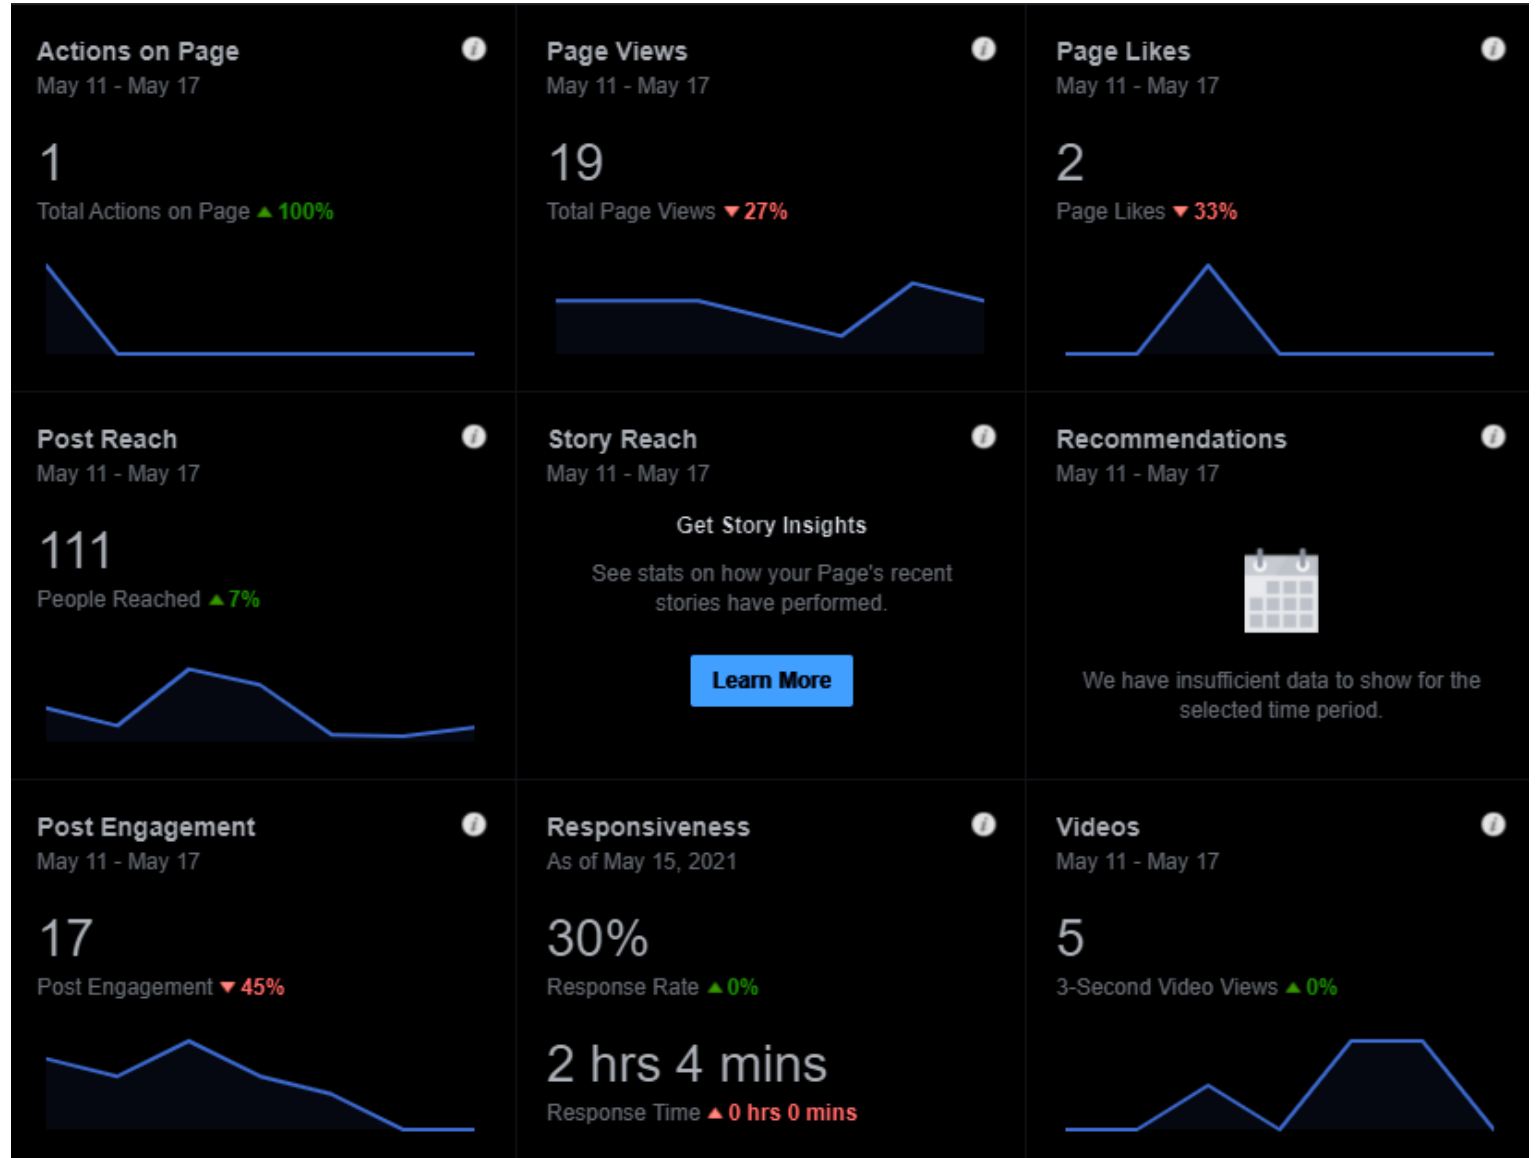 Actions on Page
May 11 - May 17
1
Total Actions on Page ▲ 100%
Page Views
May 11 - May 17
19
Total Page Views ▼ 27%
Page Likes
May 11 - May 17
2
Page Likes ▼ 33%
Post Reach
May 11 - May 17
111
People Reached ▲ 7%
Story Reach
May 11 - May 17
Get Story Insights
See stats on how your Page's recent
stories have performed.
Learn More
Recommendations
May 11 - May 17
We have insufficient data to show for the
selected time period.
Post Engagement
May 11 - May 17
17
Post Engagement ▼ 45%
Responsiveness
As of May 15, 2021
30%
Response Rate ▲ 0%
2 hrs 4 mins
Response Time ▲ 0 hrs 0 mins
Videos
May 11 - May 17
5
3-Second Video Views ▲ 0%